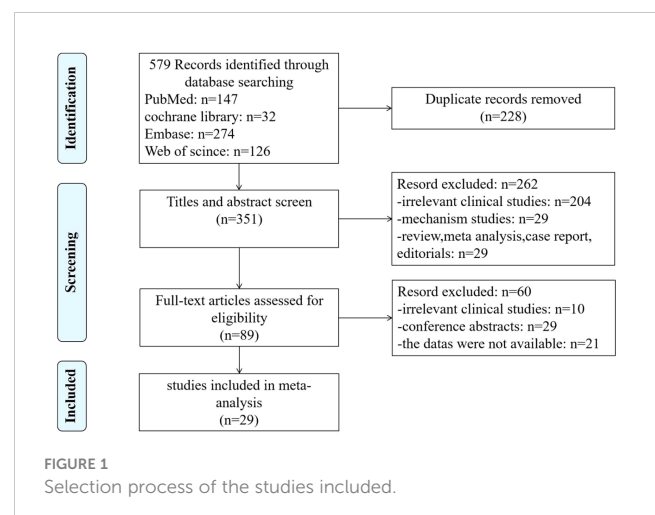 Identification
579 Records identified through
database searching
PubMed: n=147
cochrane library: n=32
Embase: n=274
Web of scince: n=126
Duplicate records removed
(n=228)
Screening
Titles and abstract screen
(n=351)
Resord excluded: n=262
-irrelevant clinical studies: n=204
-mechanism studies: n=29
-review,meta analysis,case report,
editorials: n=29
Full-text articles assessed for
eligibility
(n=89)
Resord excluded: n=60
-irrelevant clinical studies: n=10
-conference abstracts: n=29
-the datas were not available: n=21
Included
studies included in meta-
analysis
(n=29)
FIGURE 1
Selection process of the studies included.